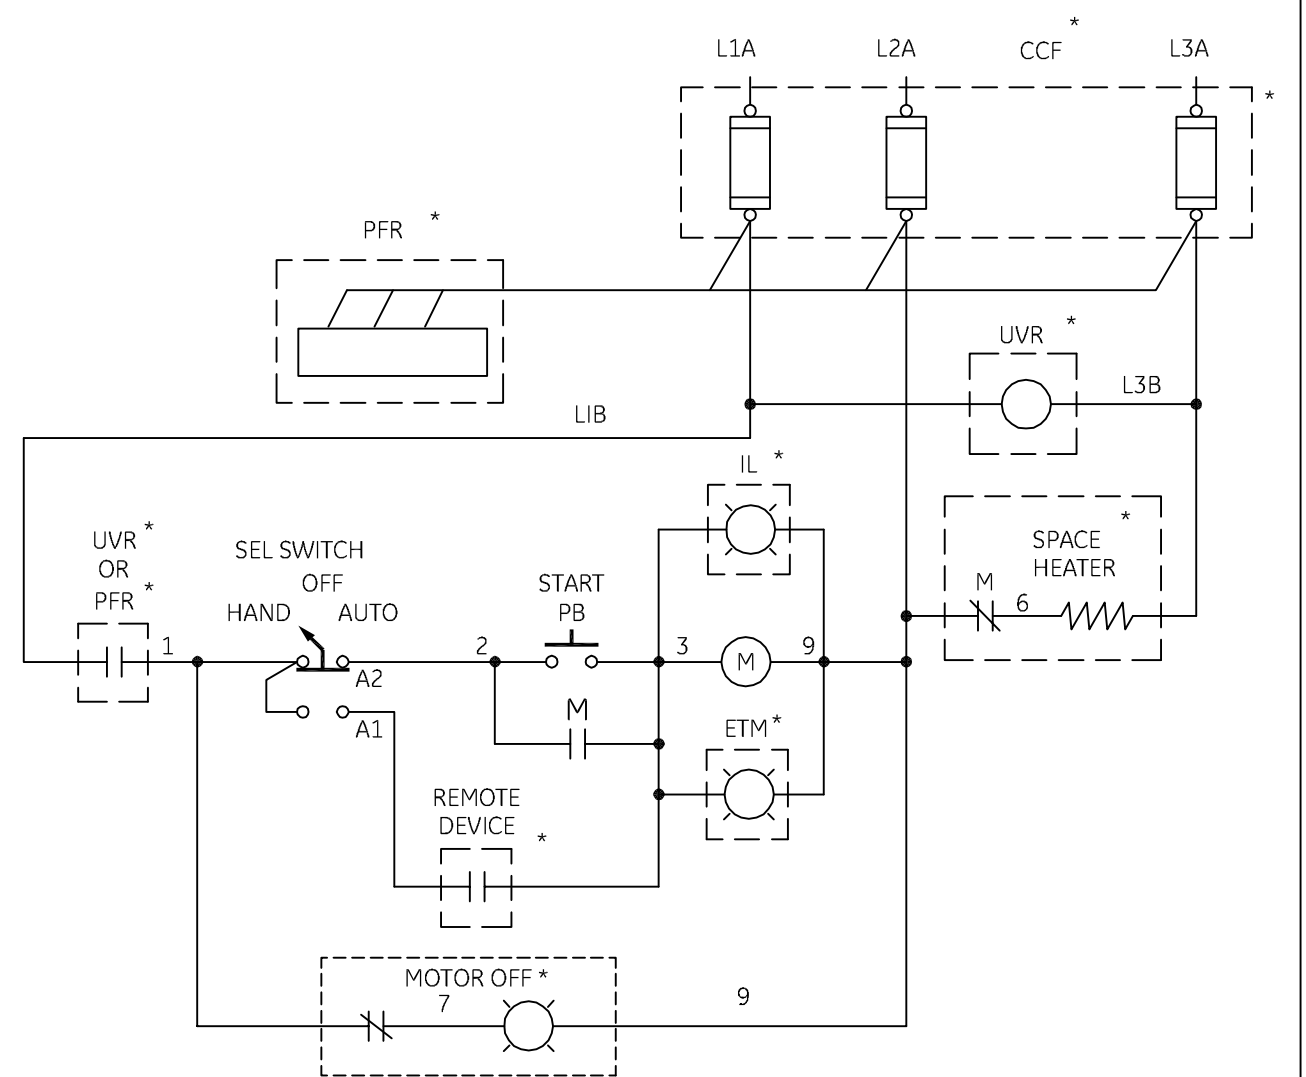 *
L1A L2A CCF L3A
*
PFR *
UVR *
L3B
LIB
IL *
*
SPACE
HEATER
M 6
UVR *
OR
PFR *
SEL SWITCH
OFF
HAND AUTO
START
PB
1
2
3
M
9
A2
A1
M
ETM *
REMOTE
DEVICE *
MOTOR OFF *
7
9